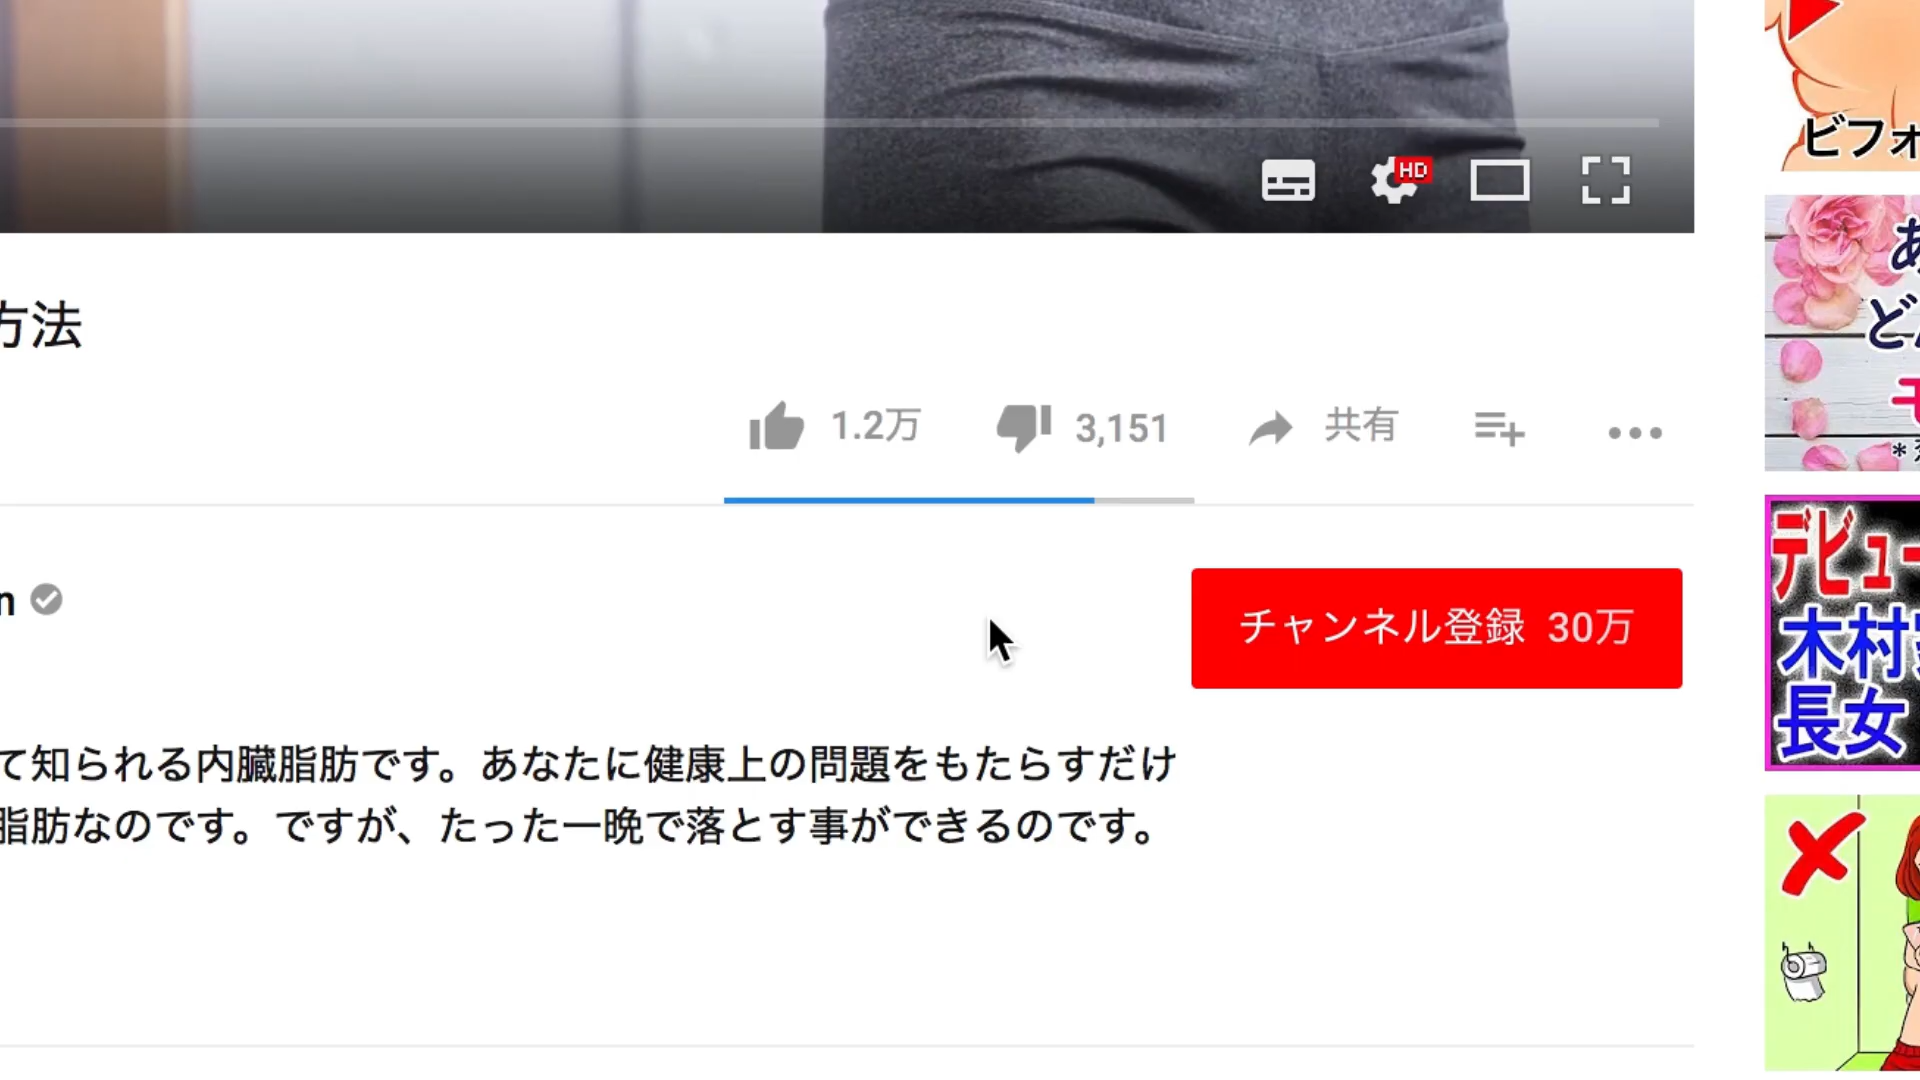 HD
方法
1.2万
3,151
共有
チャンネル登録 30万
て知られる内臓脂肪です。あなたに健康上の問題をもたらすだけ
脂肪なのです。ですが、たった一晩で落とす事ができるのです。
ビフォ
あ
ど
デビュー
木村
長女